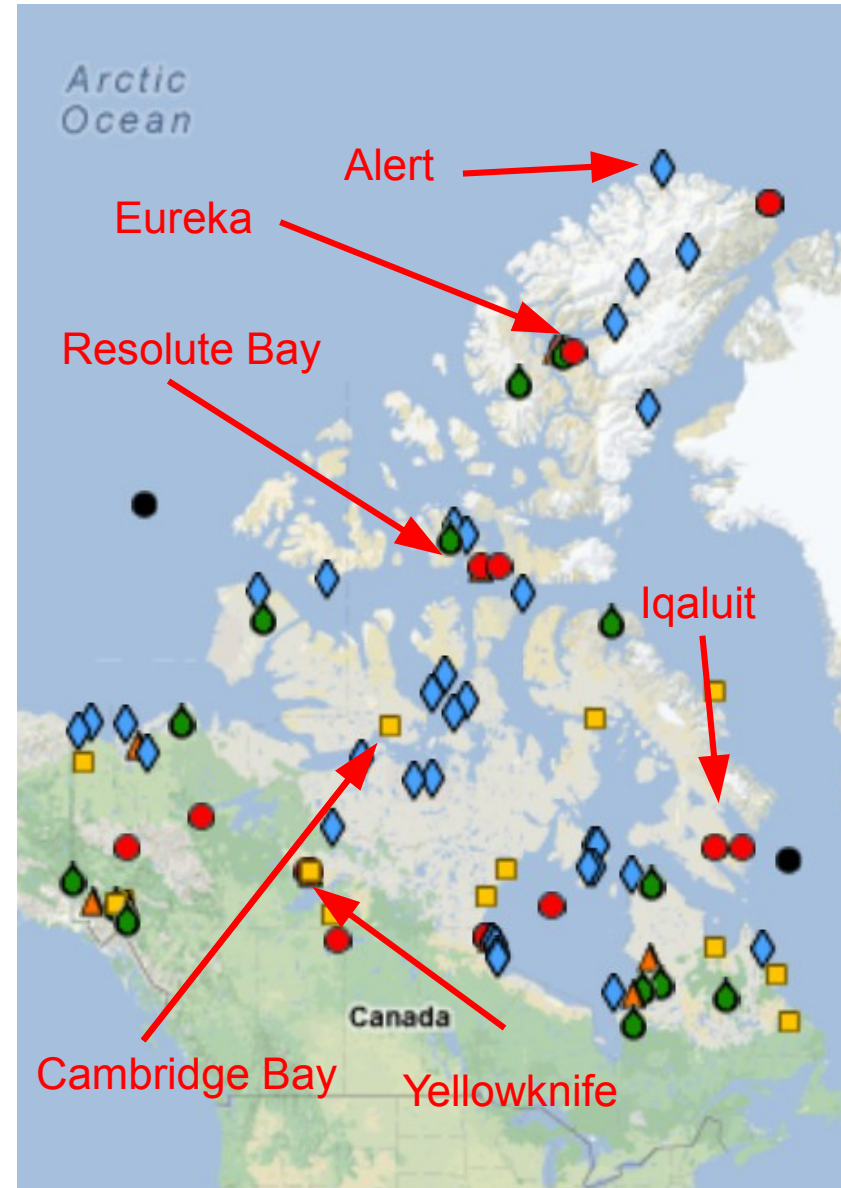 Arctic
Ocean
Alert
Eureka
Resolute Bay
Iqaluit
Canada
Cambridge Bay
Yellowknife